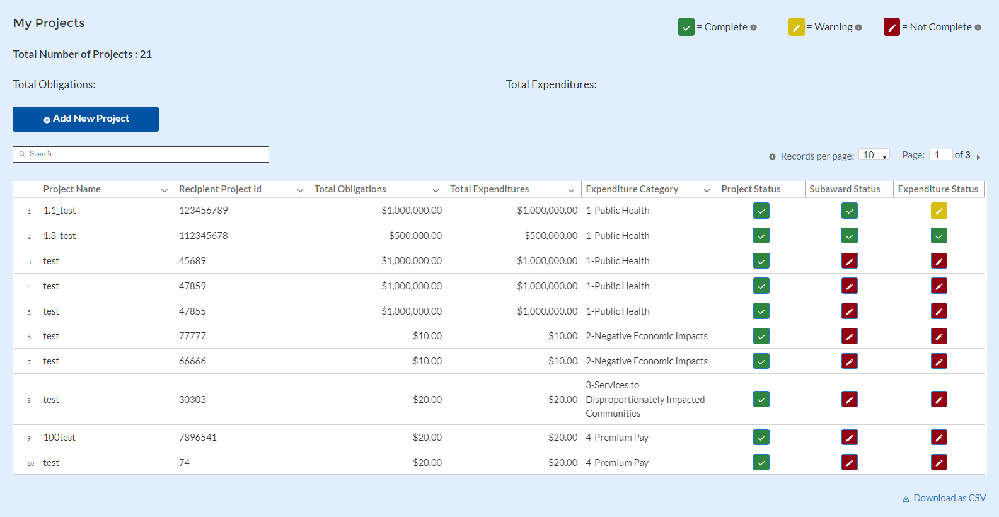 My Projects
= Complete
= Warning
= Not Complete
Total Number of Projects : 21
Total Obligations:
Total Expenditures:
Add New Project
Search
Records per page: 10 Page: 1 of 3
Project Name Recipient Project Id Total Obligations Total Expenditures Expenditure Category Project Status Subaward Status Expenditure Status
1 1.1_test 123456789 $1,000,000.00 $1,000,000.00 1-Public Health
2 1.3_test 112345678 $500,000.00 $500,000.00 1-Public Health
3 test 45689 $1,000,000.00 $1,000,000.00 1-Public Health
4 test 47859 $1,000,000.00 $1,000,000.00 1-Public Health
5 test 47855 $1,000,000.00 $1,000,000.00 1-Public Health
6 test 77777 $10.00 $10.00 2-Negative Economic Impacts
7 test 66666 $10.00 $10.00 2-Negative Economic Impacts
8 test 30303 $20.00 $20.00 3-Services to
Disproportionately Impacted
Communities
9 100test 7896541 $20.00 $20.00 4-Premium Pay
10 test 74 $20.00 $20.00 4-Premium Pay
Download as CSV